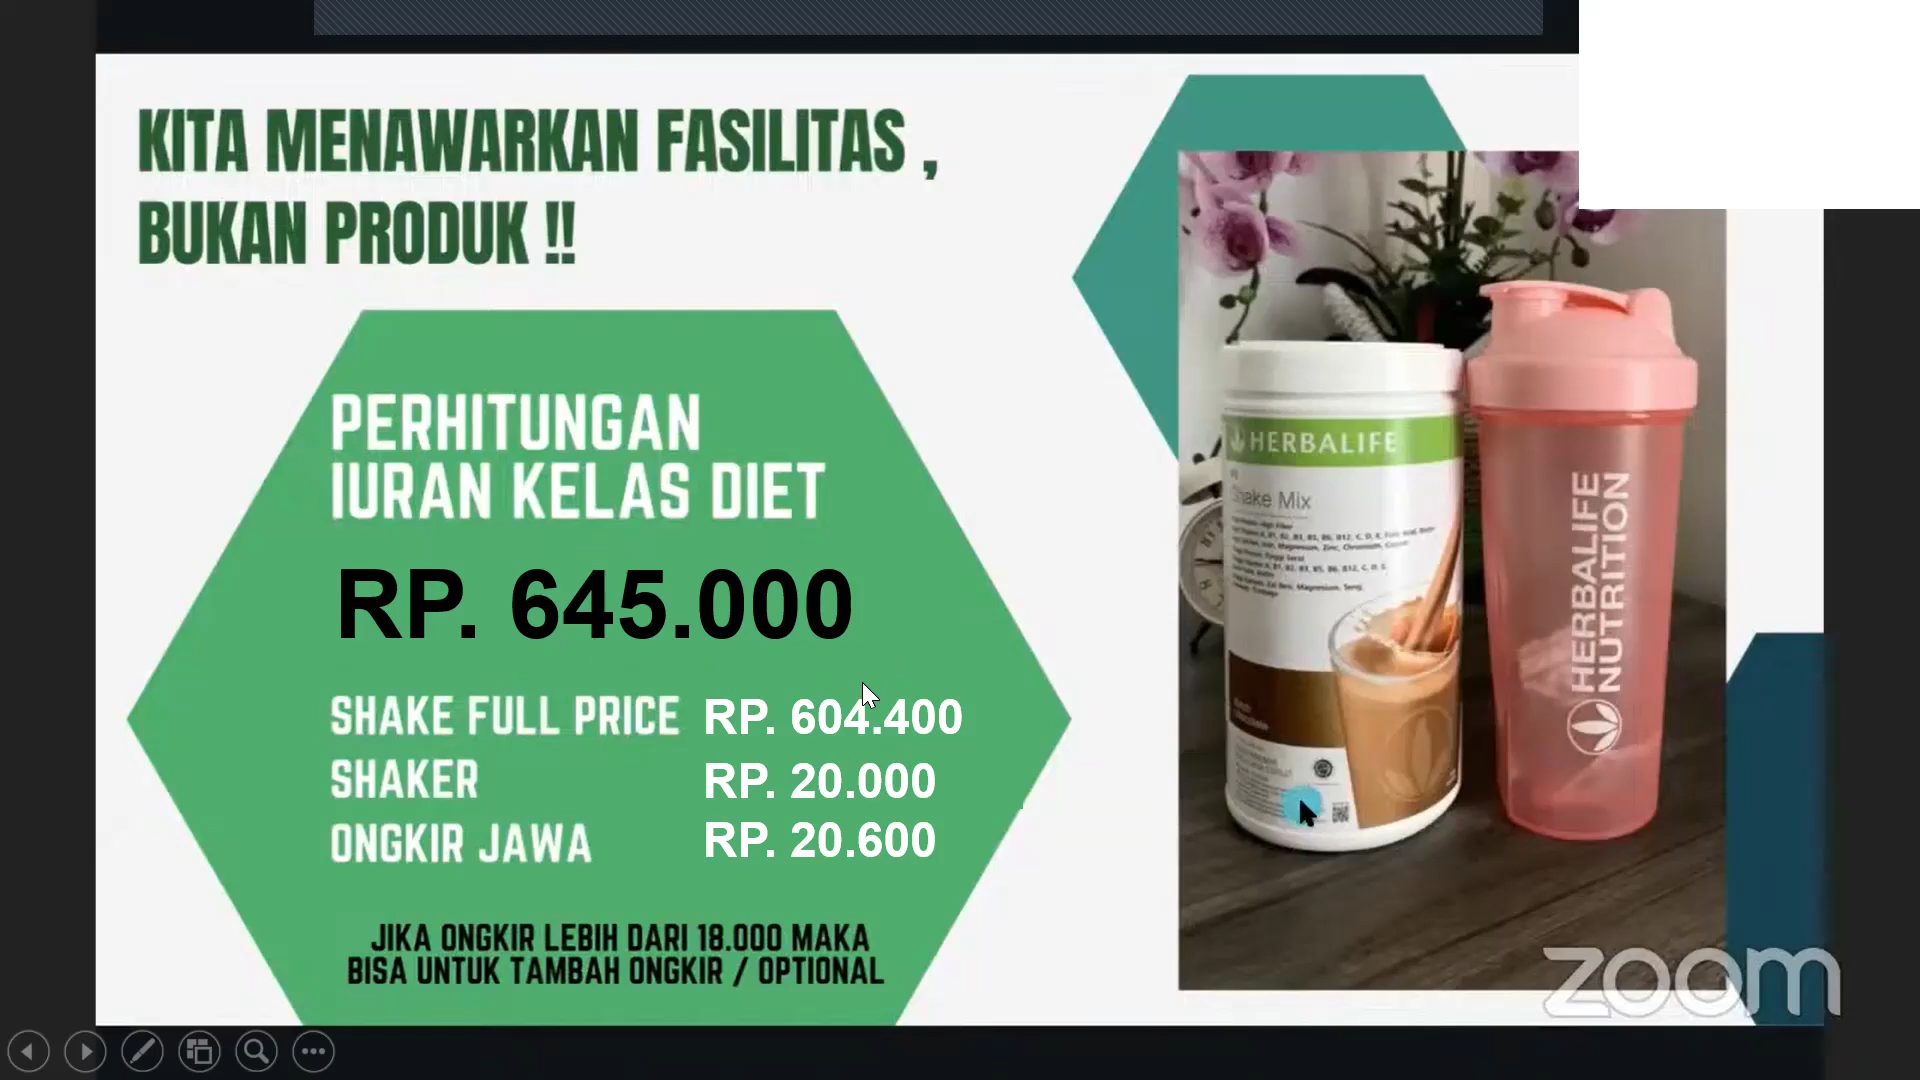 KITA MENAWARKAN FASILITAS ,
BUKAN PRODUK !!
PERHITUNGAN
IURAN KELAS DIET
RP. 645.000
SHAKE FULL PRICE RP. 604.400
SHAKER RP. 20.000
ONGKIR JAWA RP. 20.600
JIKA ONGKIR LEBIH DARI 18.000 MAKA
BISA UNTUK TAMBAH ONGKIR / OPTIONAL
HERBALIFE
Shake Mix
HERBALIFE
NUTRITION
zoom